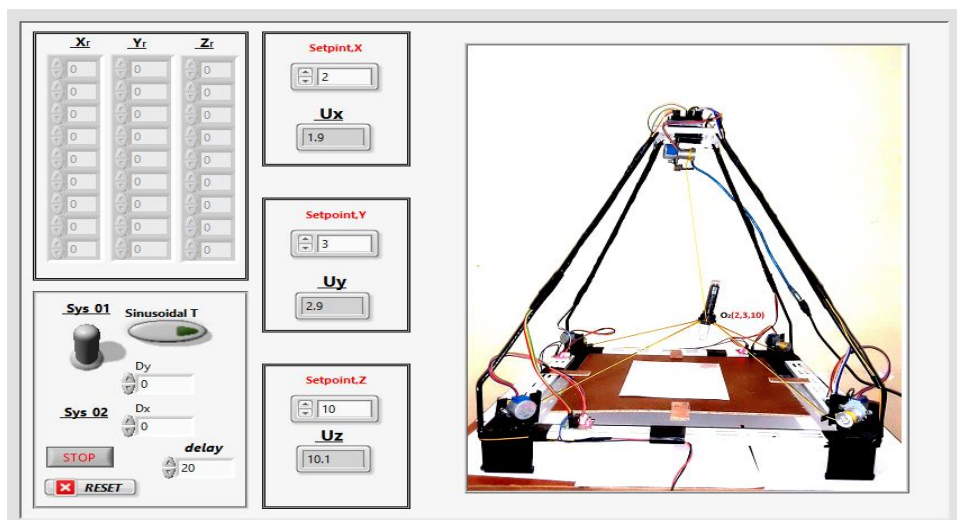 Xr Yr Zr
0 0 0
0 0 0
0 0 0
0 0 0
0 0 0
0 0 0
0 0 0
0 0 0
0 0 0
Sys 01 Sinusoidal T
Dy
0
Sys 02
Dx
0
STOP
delay
20
RESET
Setpint,X
2
Ux
1.9
Setpoint,Y
3
Uy
2.9
Setpoint,Z
10
Uz
10.1
O₂(2,3,10)